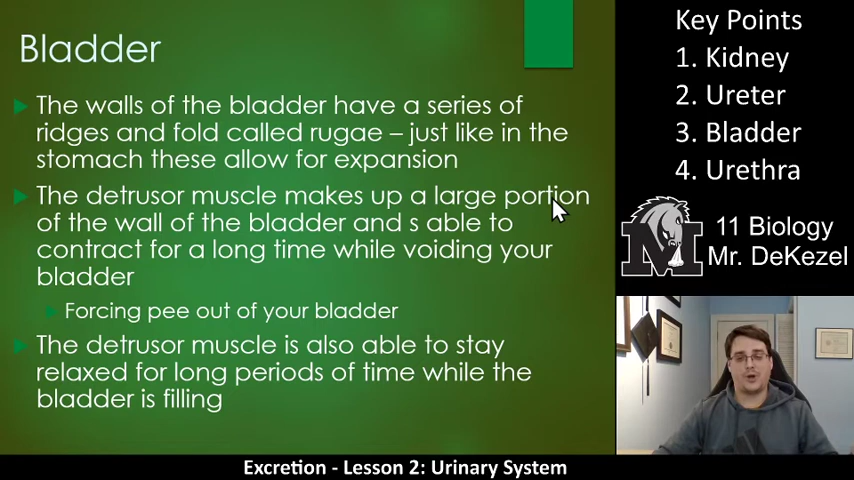 Bladder
The walls of the bladder have a series of
ridges and fold called rugae – just like in the
stomach these allow for expansion
The detrusor muscle makes up a large portion
of the wall of the bladder and s able to
contract for a long time while voiding your
bladder
Forcing pee out of your bladder
The detrusor muscle is also able to stay
relaxed for long periods of time while the
bladder is filling
Key Points
1. Kidney
2. Ureter
3. Bladder
4. Urethra
M
11 Biology
Mr. DeKezel
Excretion - Lesson 2: Urinary System